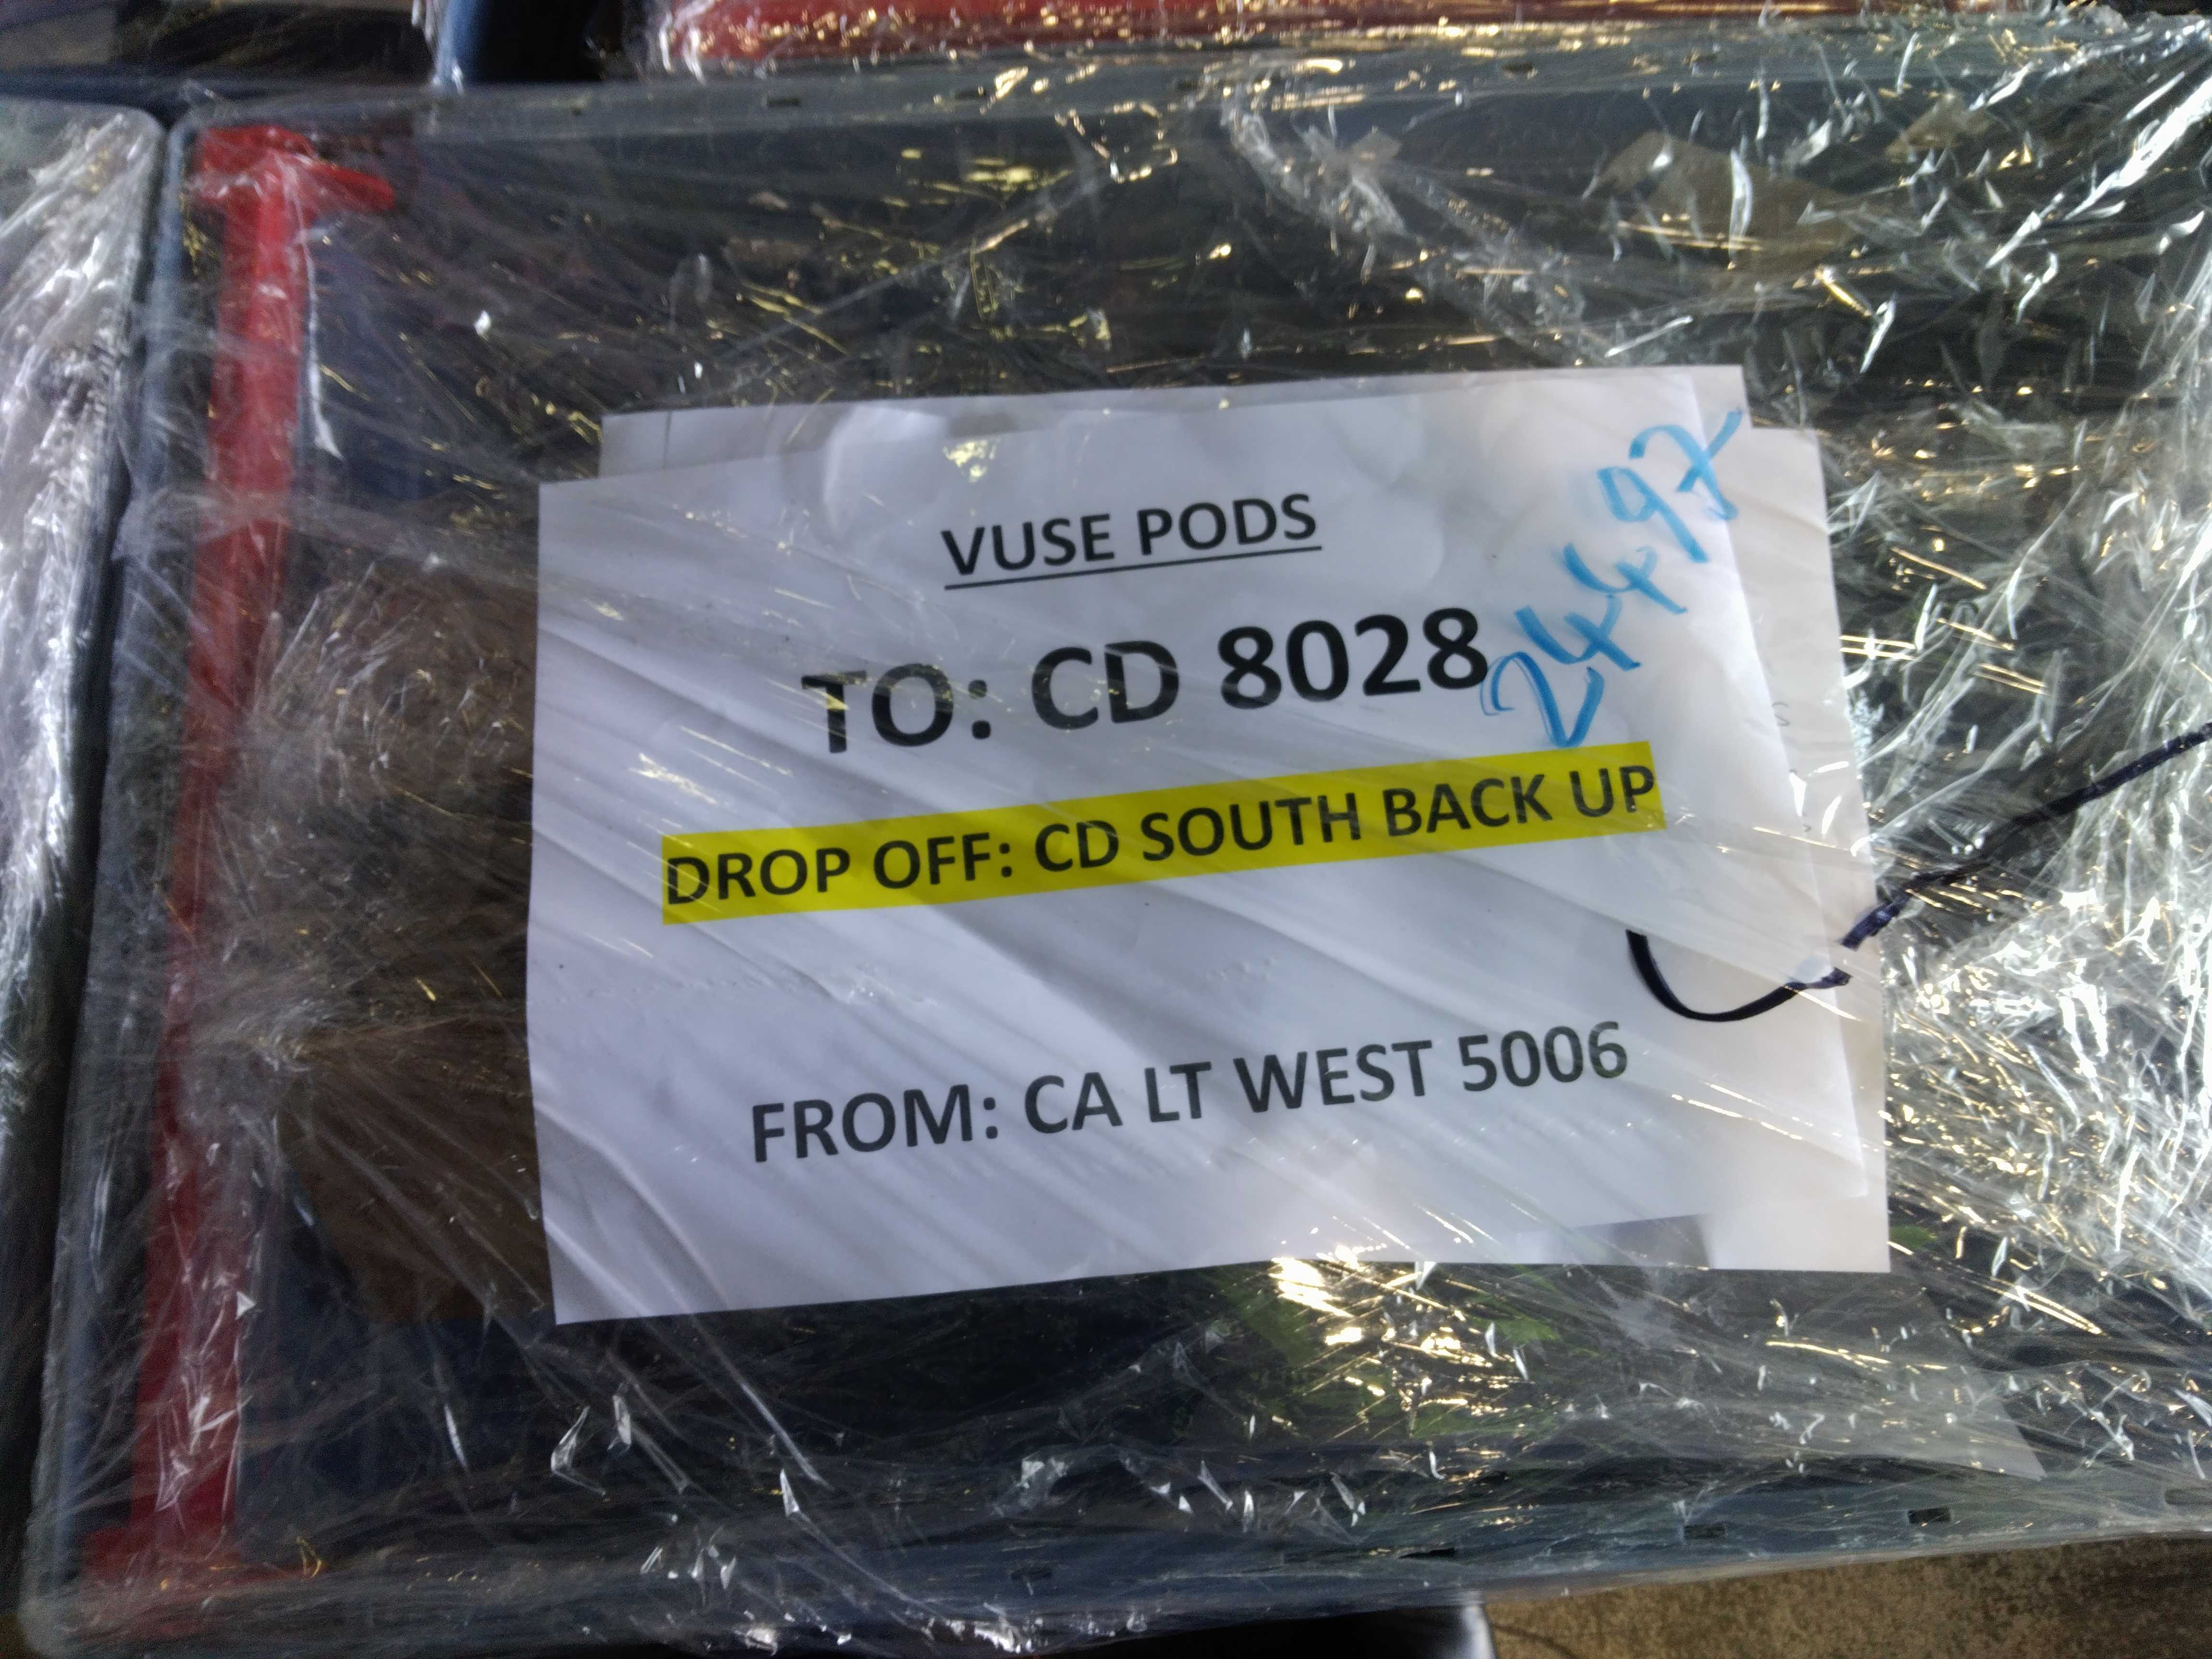 VUSE PODS
24497
TO: CD 8028
DROP OFF: CD SOUTH BACK UP
FROM: CA LT WEST 5006